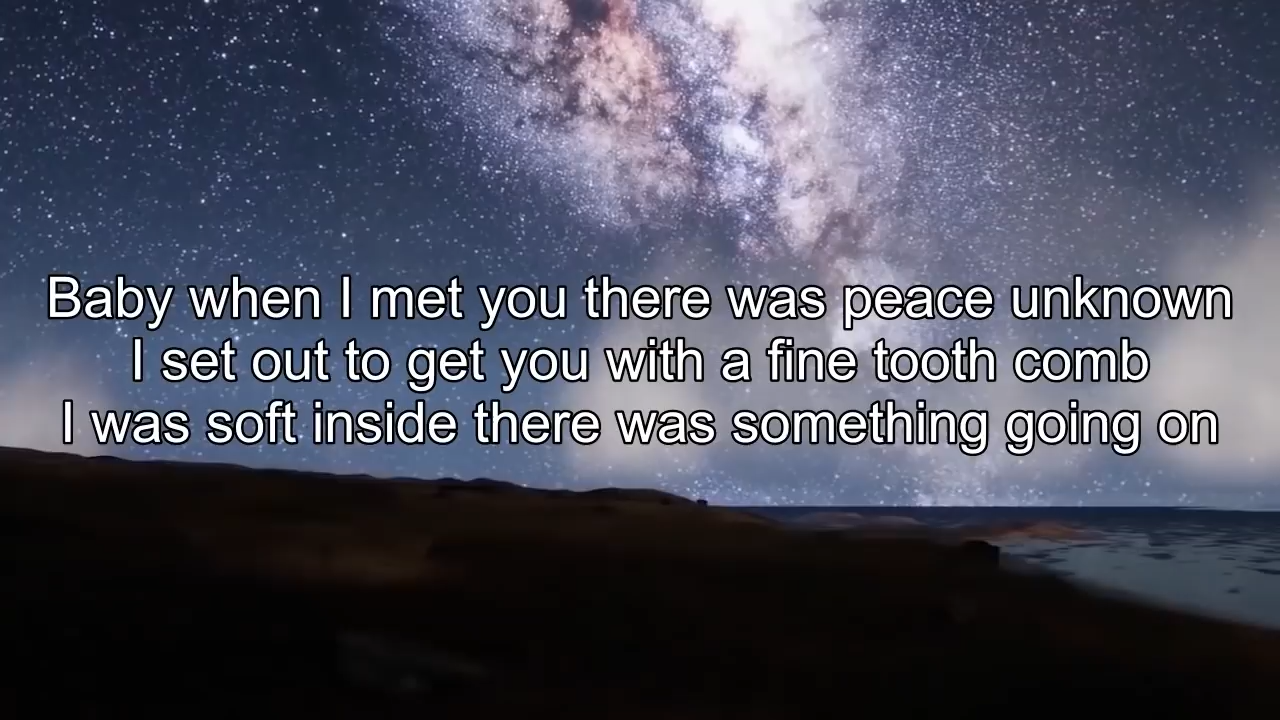 Baby when I met you there was peace unknown
I set out to get you with a fine tooth comb
I was soft inside there was something going on